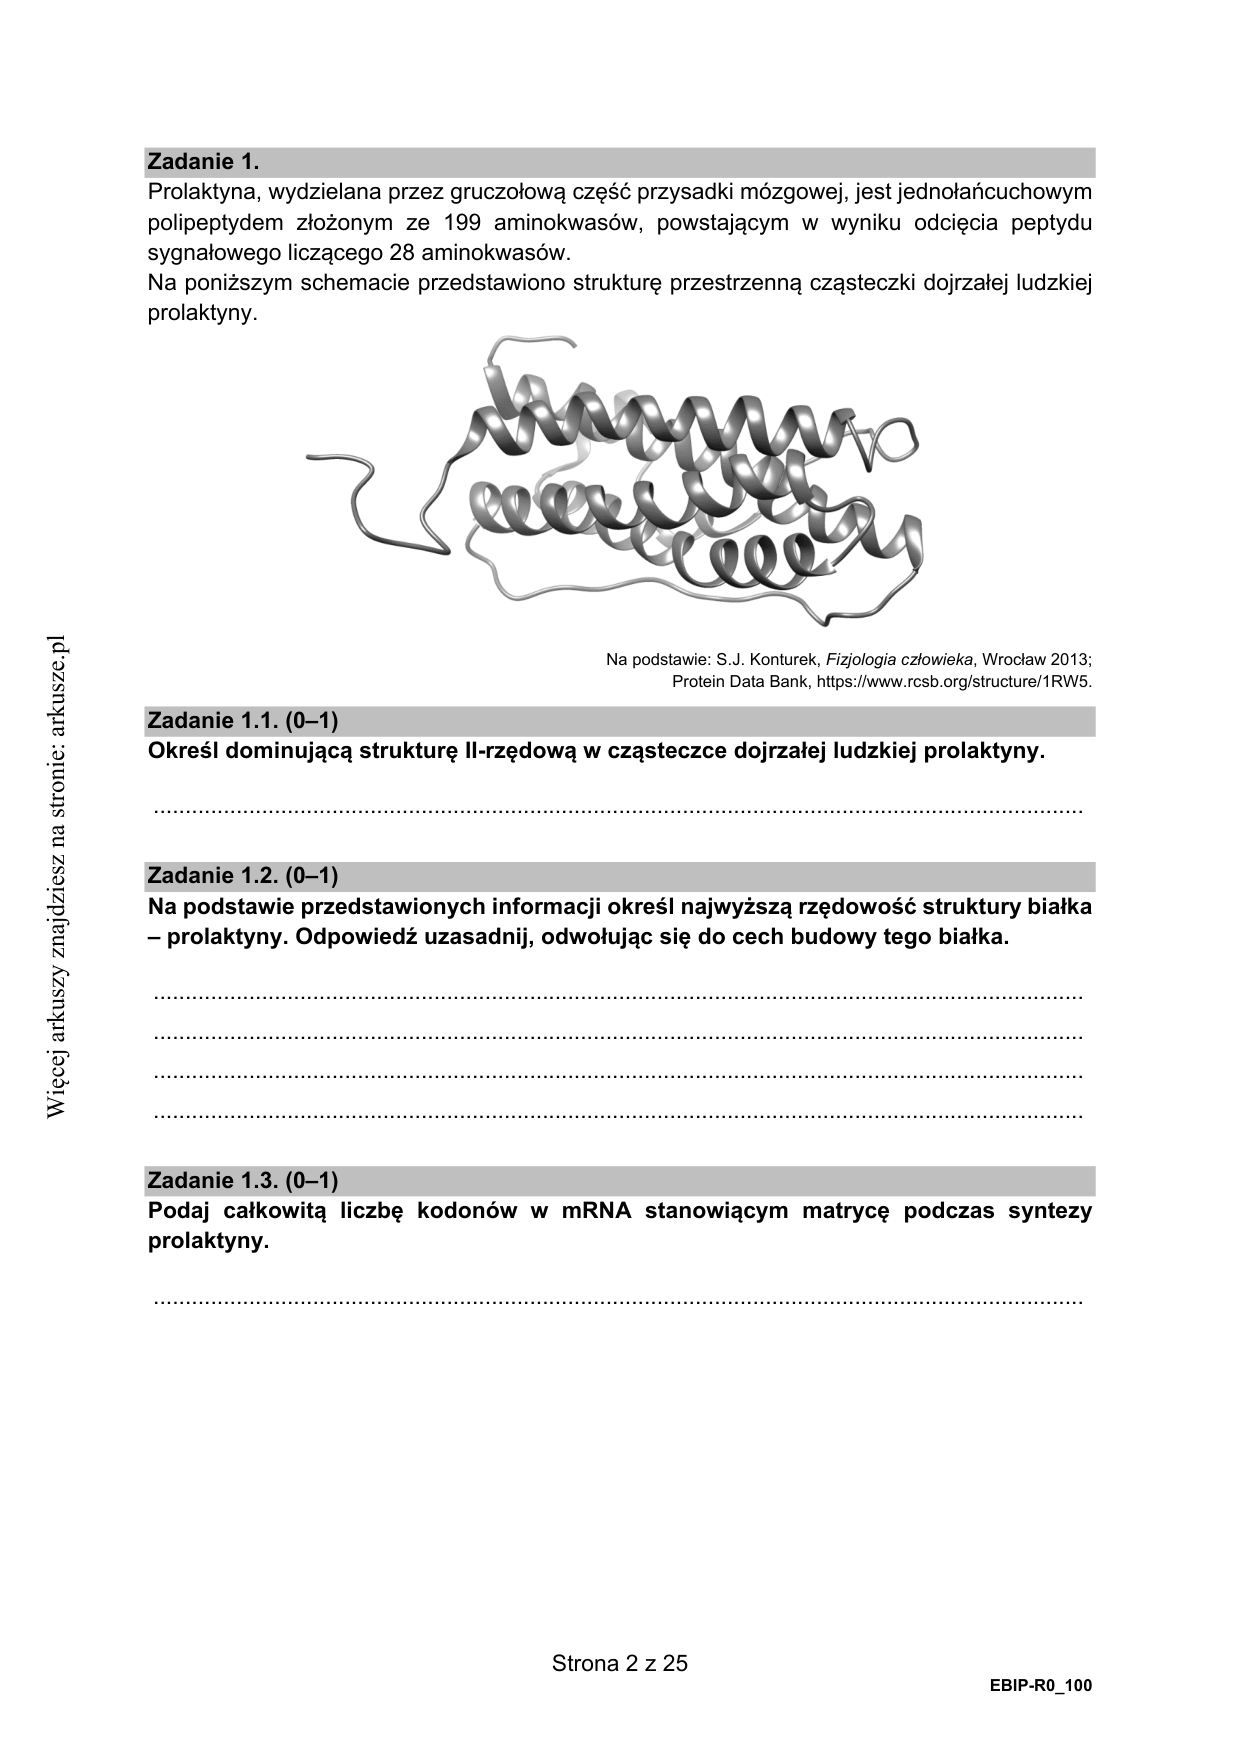 Zadanie 1.
Prolaktyna, wydzielana przez gruczołową część przysadki mózgowej, jest jednołańcuchowym
polipeptydem złożonym ze 199 aminokwasów, powstającym w wyniku odcięcia peptydu
sygnałowego liczącego 28 aminokwasów.
Na poniższym schemacie przedstawiono strukturę przestrzenną cząsteczki dojrzałej ludzkiej
prolaktyny.
Na podstawie: S.J. Konturek, Fizjologia człowieka, Wrocław 2013;
Protein Data Bank, https://www.rcsb.org/structure/1RW5.
Zadanie 1.1. (0–1)
Określ dominującą strukturę II-rzędową w cząsteczce dojrzałej ludzkiej prolaktyny.
Zadanie 1.2. (0–1)
Na podstawie przedstawionych informacji określ najwyższą rzędowość struktury białka
– prolaktyny. Odpowiedź uzasadnij, odwołując się do cech budowy tego białka.
Zadanie 1.3. (0–1)
Podaj całkowitą liczbę kodonów w mRNA stanowiącym matrycę podczas syntezy
prolaktyny.
Więcej arkuszy znajdziesz na stronie: arkusze.pl
Strona 2 z 25
EBIP-R0_100